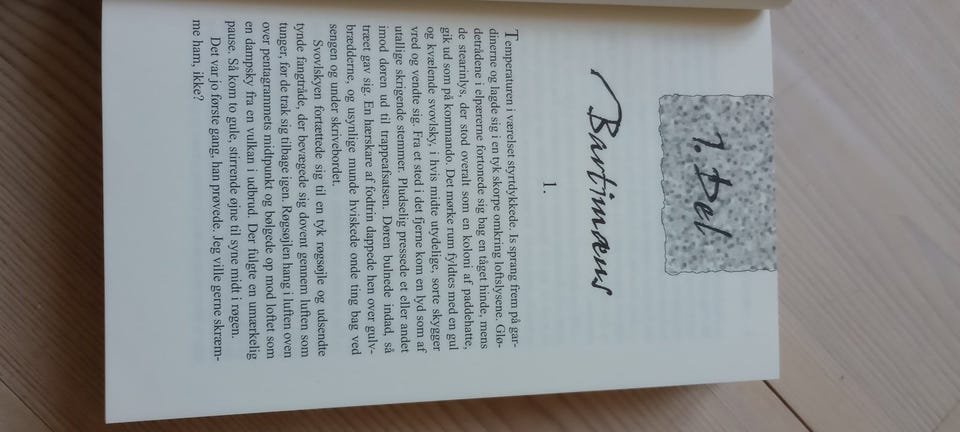 1. Del
Bartimæus
1.
Temperaturen i værelset styrtdykkede. Is sprang frem på gar-
dinerne og lagde sig i en tyk skorpe omkring loftslysene. Glø-
detrådene i elpærerne fortonede sig bag en tåget hinde, mens
de stearinlys, der stod overalt som en koloni af paddehatte,
gik ud som på kommando. Det mørke rum fyldtes med en gul
og kvælende svovlsky, i hvis midte utydelige, sorte skygger
vred og vendte sig. Fra et sted i det fjerne kom en lyd som af
utallige skrigende stemmer. Pludselig pressede et eller andet
imod døren ud til trappeafsatsen. Døren bulnede indad, så
træet gav sig. En hærskare af fodtrin dappede hen over gulv-
brædderne, og usynlige munde hviskede onde ting bag ved
sengen og under skrivebordet.
Svovlskyen fortættede sig til en tyk røgsøjle og udsendte
tynde fangtråde, der bevægede sig dovent gennem luften som
tunger, før de trak sig tilbage igen. Røgsøjlen hang i luften oven
over pentagrammets midtpunkt og bølgede op mod loftet som
en dampsky fra en vulkan i udbrud. Der fulgte en umærkelig
pause. Så kom to gule, stirrende øjne til syne midt i røgen.
Det var jo første gang, han prøvede. Jeg ville gerne skræm-
me ham, ikke?